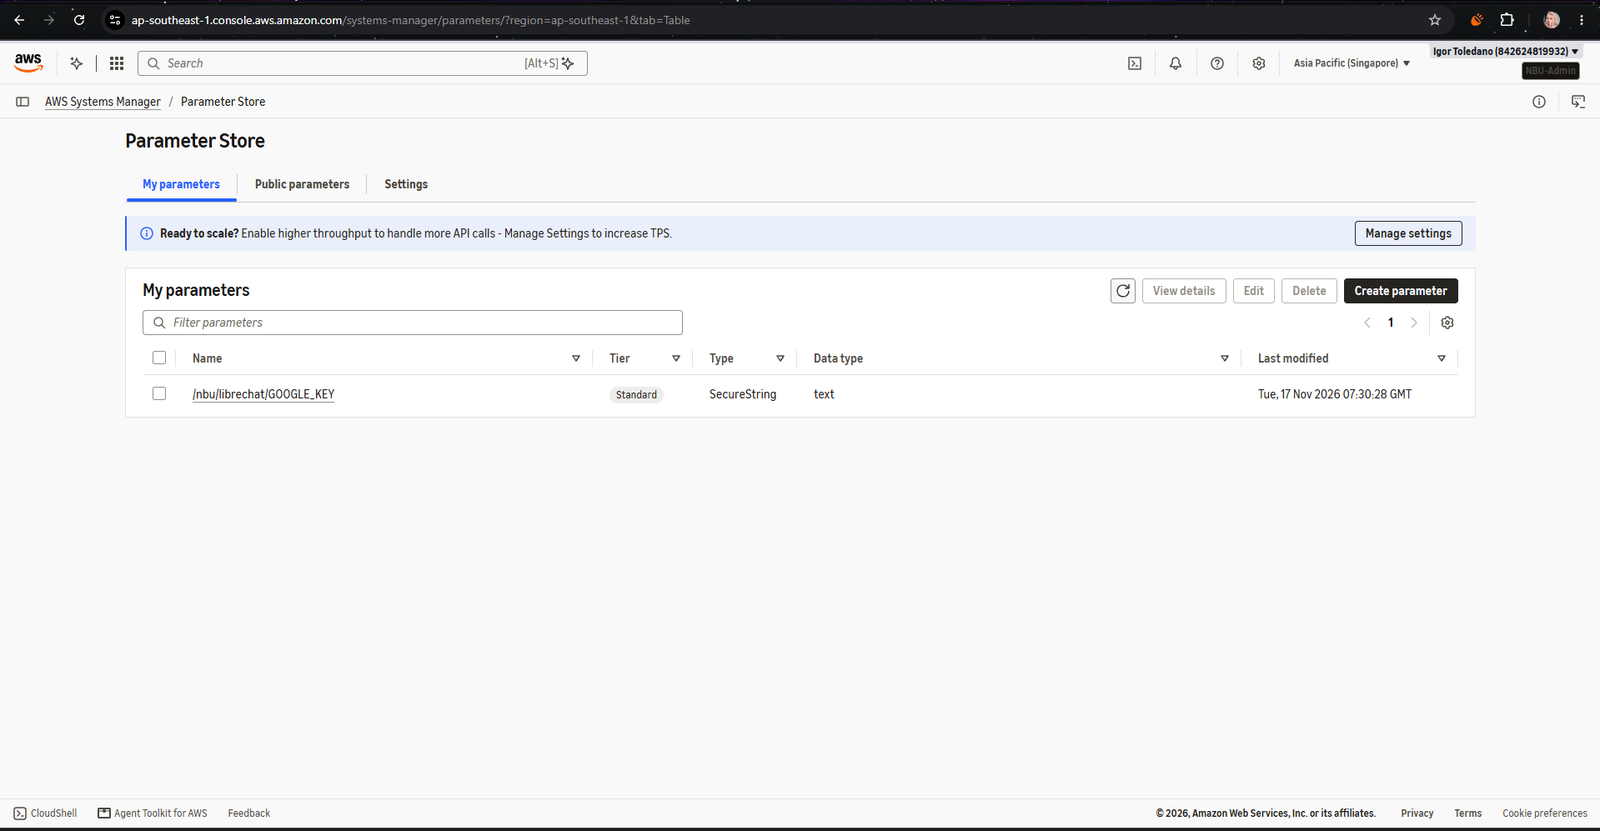 ap-southeast-1.console.aws.amazon.com/systems-manager/parameters/?region=ap-southeast-1&tab=Table
aws
Search [Alt+S]
Asia Pacific (Singapore)
Igor Toledano (842624819932)
NBU-Admin
AWS Systems Manager / Parameter Store
Parameter Store
My parameters Public parameters Settings
Ready to scale? Enable higher throughput to handle more API calls - Manage Settings to increase TPS. Manage settings
My parameters View details Edit Delete Create parameter
Filter parameters 1
Name Tier Type Data type Last modified
/nbu/librechat/GOOGLE_KEY Standard SecureString text Tue, 17 Nov 2026 07:30:28 GMT
CloudShell Agent Toolkit for AWS Feedback © 2026, Amazon Web Services, Inc. or its affiliates. Privacy Terms Cookie preferences